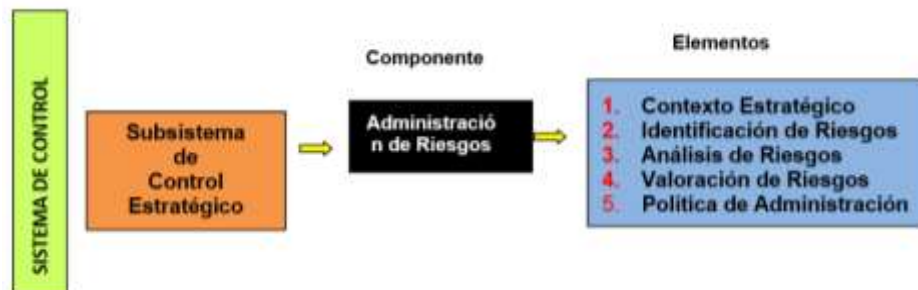 SISTEMA DE CONTROL
Subsistema
de
Control
Estratégico
Componente
Administració
n de Riesgos
Elementos
1. Contexto Estratégico
2. Identificación de Riesgos
3. Análisis de Riesgos
4. Valoración de Riesgos
5. Política de Administración